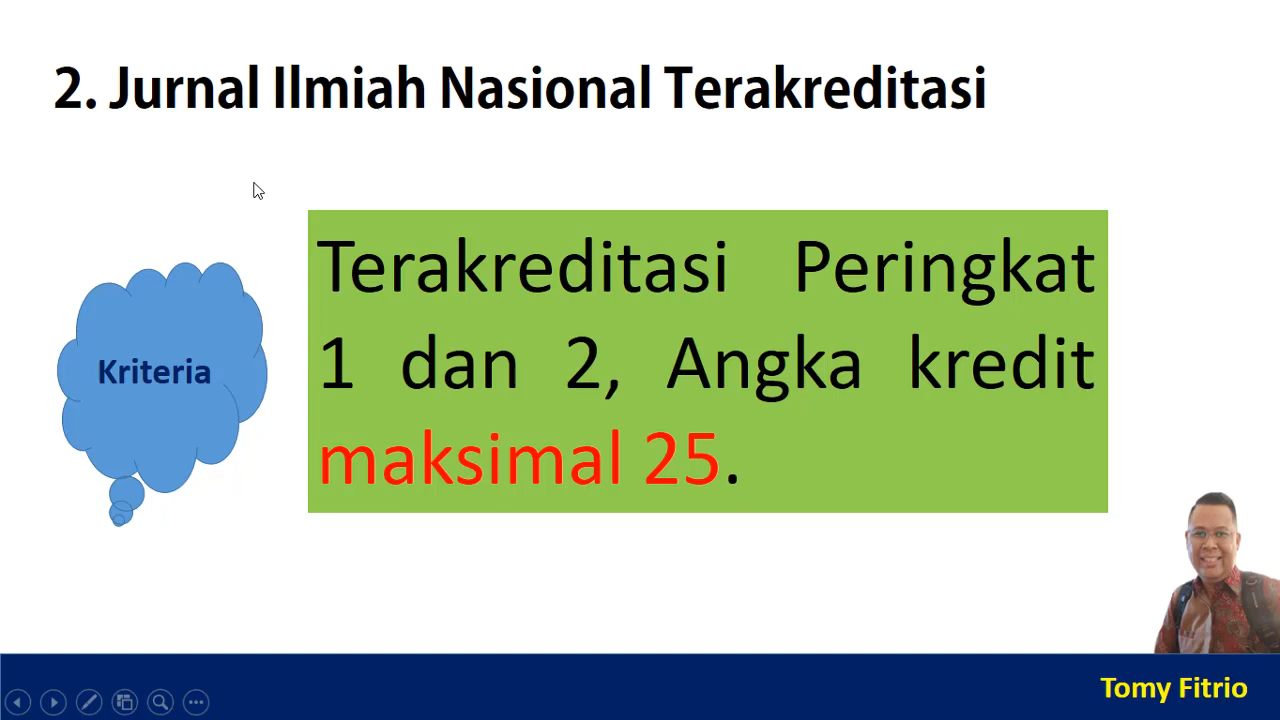 2. Jurnal Ilmiah Nasional Terakreditasi
Kriteria
Terakreditasi Peringkat
1 dan 2, Angka kredit
maksimal 25.
Tomy Fitrio